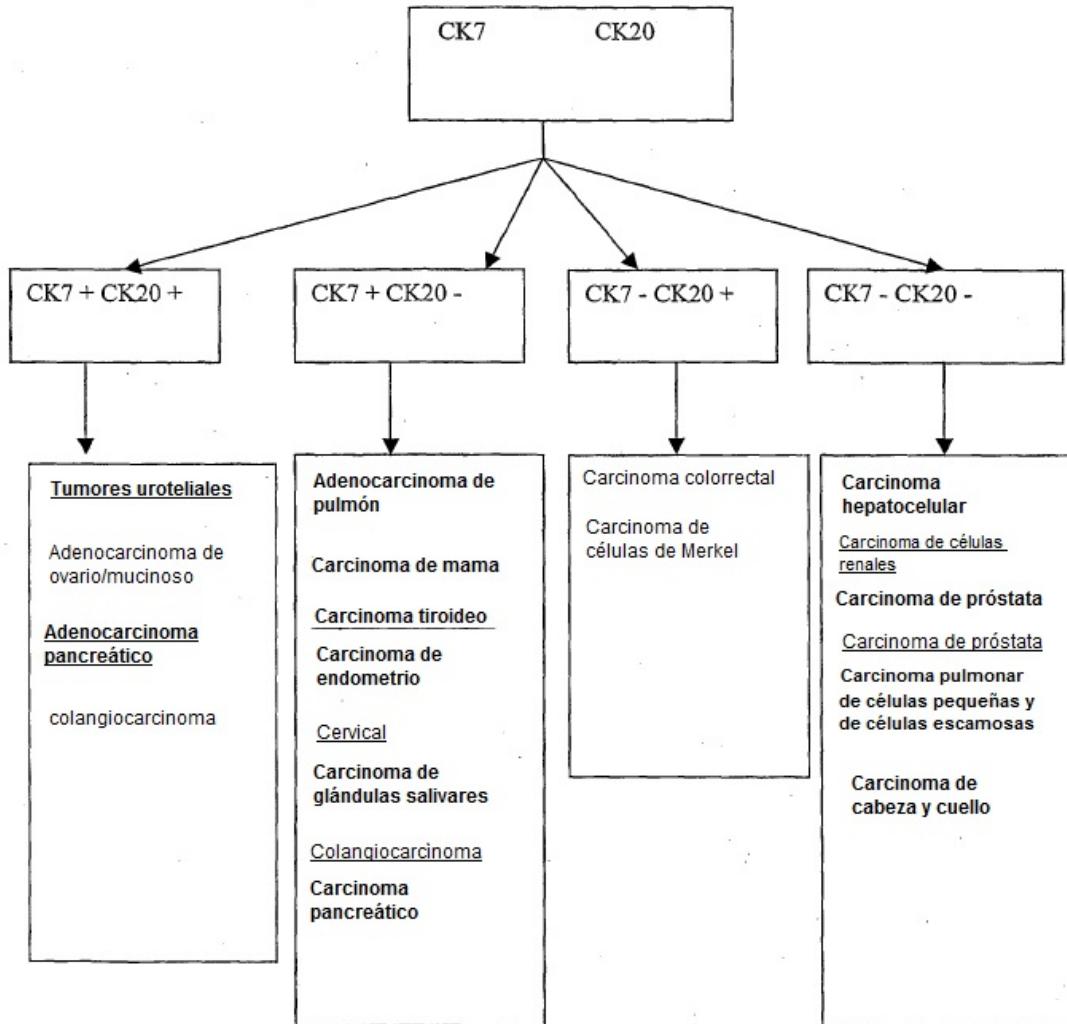 CK7 CK20
CK7 + CK20 +
CK7 + CK20 -
CK7 - CK20 +
CK7 - CK20 -
Tumores uroteliales
Adenocarcinoma de
ovario/mucinoso
Adenocarcinoma
pancreático
colangiocarcinoma
Adenocarcinoma de
pulmón
Carcinoma de mama
Carcinoma tiroideo
Carcinoma de
endometrio
Cervical
Carcinoma de
glándulas salivares
Colangiocarcinoma
Carcinoma
pancreático
Carcinoma colorrectal
Carcinoma de
células de Merkel
Carcinoma
hepatocelular
Carcinoma de células
renales
Carcinoma de próstata
Carcinoma de próstata
Carcinoma pulmonar
de células pequeñas y
de células escamosas
Carcinoma de
cabeza y cuello